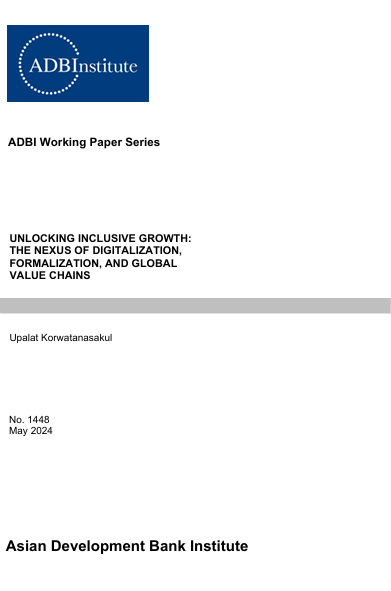 ADBInstitute
ADBI Working Paper Series
UNLOCKING INCLUSIVE GROWTH:
THE NEXUS OF DIGITALIZATION,
FORMALIZATION, AND GLOBAL
VALUE CHAINS
Upalat Korwatanasakul
No. 1448
May 2024
Asian Development Bank Institute